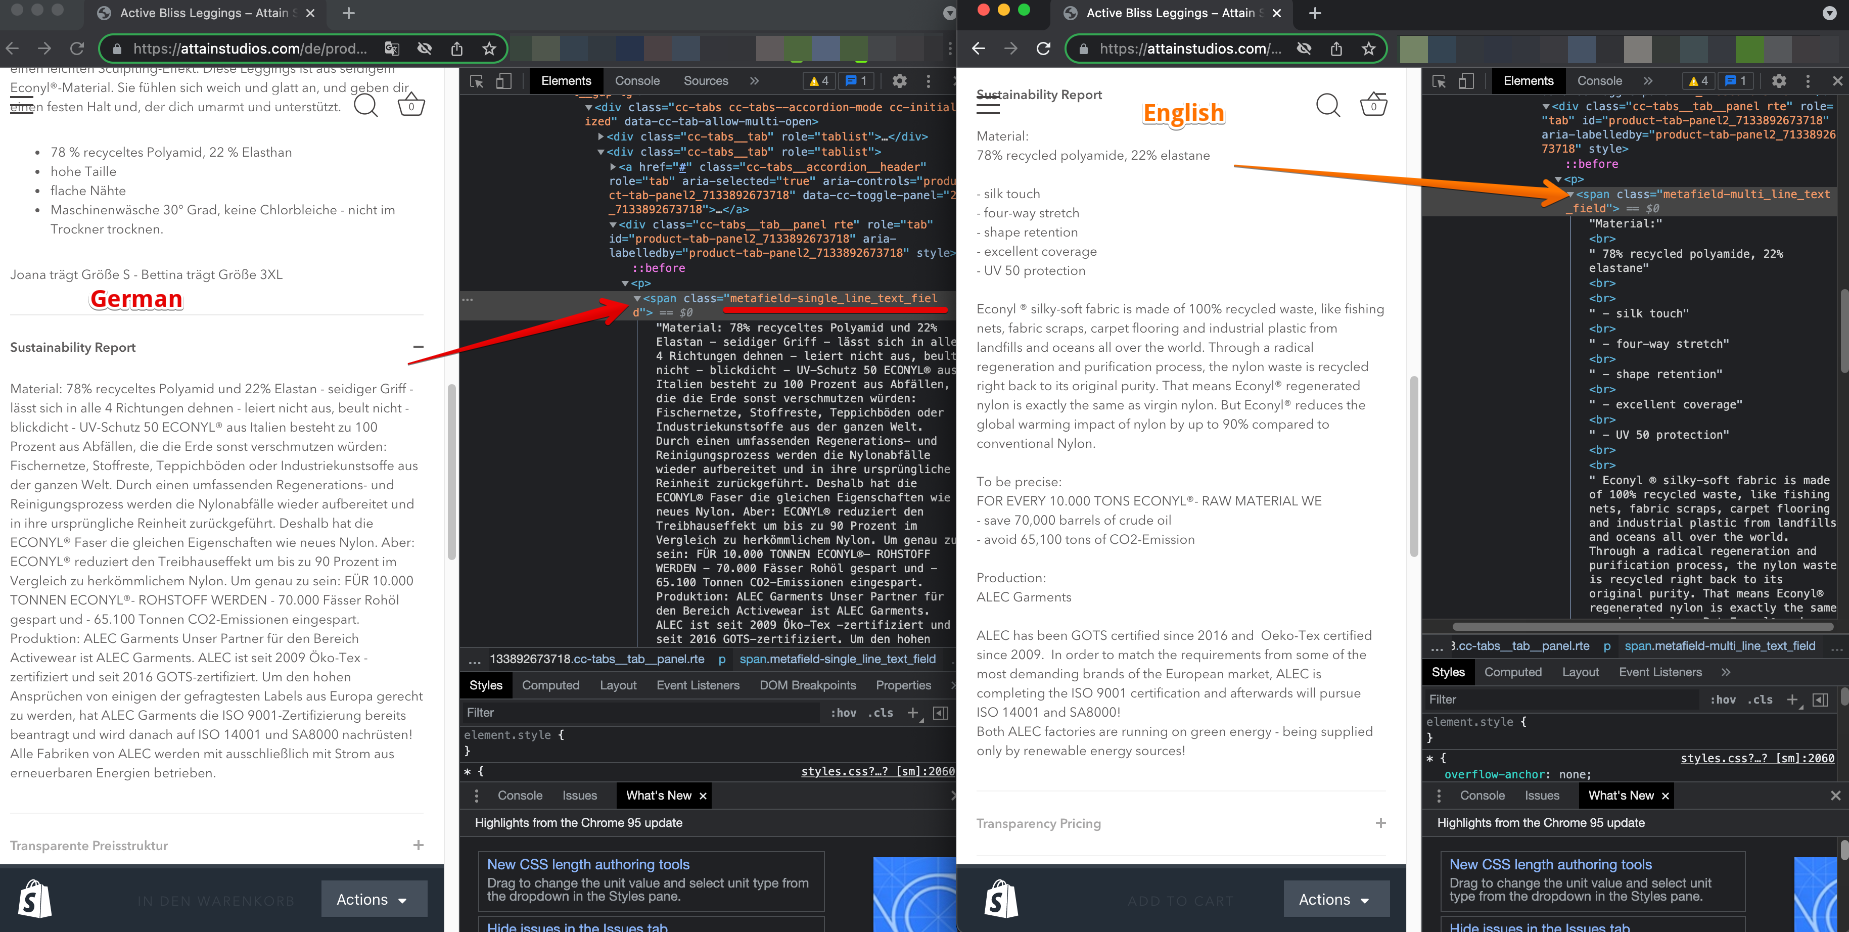 Active Bliss Leggings – Attain S
https://attainstudios.com/de/prod...
einen leichten Sculpiting-Effekt. Diese Leggings ist aus seidigem
Econyl®-Material. Sie fühlen sich weich und glatt an, und geben dir
einen festen Halt und, der dich umarmt und unterstützt.
0
• 78 % recyceltes Polyamid, 22 % Elasthan
• hohe Taille
• flache Nähte
• Maschinenwäsche 30° Grad, keine Chlorbleiche - nicht im
Trockner trocknen.
Joana trägt Größe S - Bettina trägt Größe 3XL
German
Sustainability Report
Material: 78% recyceltes Polyamid und 22% Elastan - seidiger Griff -
lässt sich in alle 4 Richtungen dehnen - leiert nicht aus, beult nicht -
blickdicht - UV-Schutz 50 ECONYL® aus Italien besteht zu 100
Prozent aus Abfällen, die die Erde sonst verschmutzen würden:
Fischernetze, Stoffreste, Teppichböden oder Industriekunstsoffe aus
der ganzen Welt. Durch einen umfassenden Regenerations- und
Reinigungsprozess werden die Nylonabfälle wieder aufbereitet und
in ihre ursprüngliche Reinheit zurückgeführt. Deshalb hat die
ECONYL® Faser die gleichen Eigenschaften wie neues Nylon. Aber:
ECONYL® reduziert den Treibhauseffekt um bis zu 90 Prozent im
Vergleich zu herkömmlichem Nylon. Um genau zu sein: FÜR 10.000
TONNEN ECONYL®- ROHSTOFF WERDEN - 70.000 Fässer Rohöl
gespart und - 65.100 Tonnen CO2-Emissionen eingespart.
Produktion: ALEC Garments Unser Partner für den Bereich
Activewear ist ALEC Garments. ALEC ist seit 2009 Öko-Tex -
zertifiziert und seit 2016 GOTS-zertifiziert. Um den hohen
Ansprüchen von einigen der gefragtesten Labels aus Europa gerecht
zu werden, hat ALEC Garments die ISO 9001-Zertifizierung bereits
beantragt und wird danach auf ISO 14001 und SA8000 nachrüsten!
Alle Fabriken von ALEC werden mit ausschließlich mit Strom aus
erneuerbaren Energien betrieben.
Transparente Preisstruktur
IN DEN WARENKORB
Actions
Elements Console Sources » 4 1
<div class="cc-tabs cc-tabs--accordion-mode cc-initial
ized" data-cc-tab-allow-multi-open>
<div class="cc-tabs__tab" role="tablist">…</div>
<div class="cc-tabs__tab" role="tablist">
<a href="#" class="cc-tabs__accordion__header"
role="tab" aria-selected="true" aria-controls="produ
ct-tab-panel2_7133892673718" data-cc-toggle-panel="2
_7133892673718">…</a>
<div class="cc-tabs__tab__panel rte" role="tab"
id="product-tab-panel2_7133892673718" aria-
labelledby="product-tab-panel2_7133892673718" style>
::before
<p>
<span class="metafield-single_line_text_fiel
d"> == $0
"Material: 78% recyceltes Polyamid und 22%
Elastan - seidiger Griff - lässt sich in alle
4 Richtungen dehnen - leiert nicht aus, beult
nicht - blickdicht - UV-Schutz 50 ECONYL® aus
Italien besteht zu 100 Prozent aus Abfällen,
die die Erde sonst verschmutzen würden:
Fischernetze, Stoffreste, Teppichböden oder
Industriekunstsoffe aus der ganzen Welt.
Durch einen umfassenden Regenerations- und
Reinigungsprozess werden die Nylonabfälle
wieder aufbereitet und in ihre ursprüngliche
Reinheit zurückgeführt. Deshalb hat die
ECONYL® Faser die gleichen Eigenschaften wie
neues Nylon. Aber: ECONYL® reduziert den
Treibhauseffekt um bis zu 90 Prozent im
Vergleich zu herkömmlichem Nylon. Um genau zu
sein: FÜR 10.000 TONNEN ECONYL®- ROHSTOFF
WERDEN - 70.000 Fässer Rohöl gespart und -
65.100 Tonnen CO2-Emissionen eingespart.
Produktion: ALEC Garments Unser Partner für
den Bereich Activewear ist ALEC Garments.
ALEC ist seit 2009 Öko-Tex -zertifiziert und
seit 2016 GOTS-zertifiziert. Um den hohen
... 133892673718.cc-tabs__tab__panel.rte p span.metafield-single_line_text_field
Styles Computed Layout Event Listeners DOM Breakpoints Properties
Filter :hov .cls +
element.style {
}
* { styles.css?…? [sm]:2060
Console Issues What's New ×
Highlights from the Chrome 95 update
New CSS length authoring tools
Drag to change the unit value and select unit type from
the dropdown in the Styles pane.
Hide issues in the Issues tab
Active Bliss Leggings – Attain S
https://attainstudios.com/...
Sustainability Report
English
0
Material:
78% recycled polyamide, 22% elastane
- silk touch
- four-way stretch
- shape retention
- excellent coverage
- UV 50 protection
Econyl ® silky-soft fabric is made of 100% recycled waste, like fishing
nets, fabric scraps, carpet flooring and industrial plastic from
landfills and oceans all over the world. Through a radical
regeneration and purification process, the nylon waste is recycled
right back to its original purity. That means Econyl® regenerated
nylon is exactly the same as virgin nylon. But Econyl® reduces the
global warming impact of nylon by up to 90% compared to
conventional Nylon.
To be precise:
FOR EVERY 10.000 TONS ECONYL®- RAW MATERIAL WE
- save 70,000 barrels of crude oil
- avoid 65,100 tons of CO2-Emission
Production:
ALEC Garments
ALEC has been GOTS certified since 2016 and Oeko-Tex certified
since 2009. In order to match the requirements from some of the
most demanding brands of the European market, ALEC is
completing the ISO 9001 certification and afterwards will pursue
ISO 14001 and SA8000!
Both ALEC factories are running on green energy - being supplied
only by renewable energy sources!
Transparency Pricing
ADD TO CART
Actions
Elements Console » 4 1
<div class="cc-tabs__tab__panel rte" role=
"tab" id="product-tab-panel2_7133892673718"
aria-labelledby="product-tab-panel2_71338926
73718" style>
::before
<p>
<span class="metafield-multi_line_text
_field"> == $0
"Material:"
<br>
" 78% recycled polyamide, 22%
elastane"
<br>
<br>
" - silk touch"
<br>
" - four-way stretch"
<br>
" - shape retention"
<br>
" - excellent coverage"
<br>
" - UV 50 protection"
<br>
<br>
" Econyl ® silky-soft fabric is made
of 100% recycled waste, like fishing
nets, fabric scraps, carpet flooring
and industrial plastic from landfills
and oceans all over the world.
Through a radical regeneration and
purification process, the nylon waste
is recycled right back to its
original purity. That means Econyl®
regenerated nylon is exactly the same
... 3.cc-tabs__tab__panel.rte p span.metafield-multi_line_text_field ...
Styles Computed Layout Event Listeners »
Filter :hov .cls +
element.style {
}
* { styles.css?…? [sm]:2060
overflow-anchor: none;
Console Issues What's New ×
Highlights from the Chrome 95 update
New CSS length authoring tools
Drag to change the unit value and select unit
type from the dropdown in the Styles pane.
Hide issues in the Issues tab